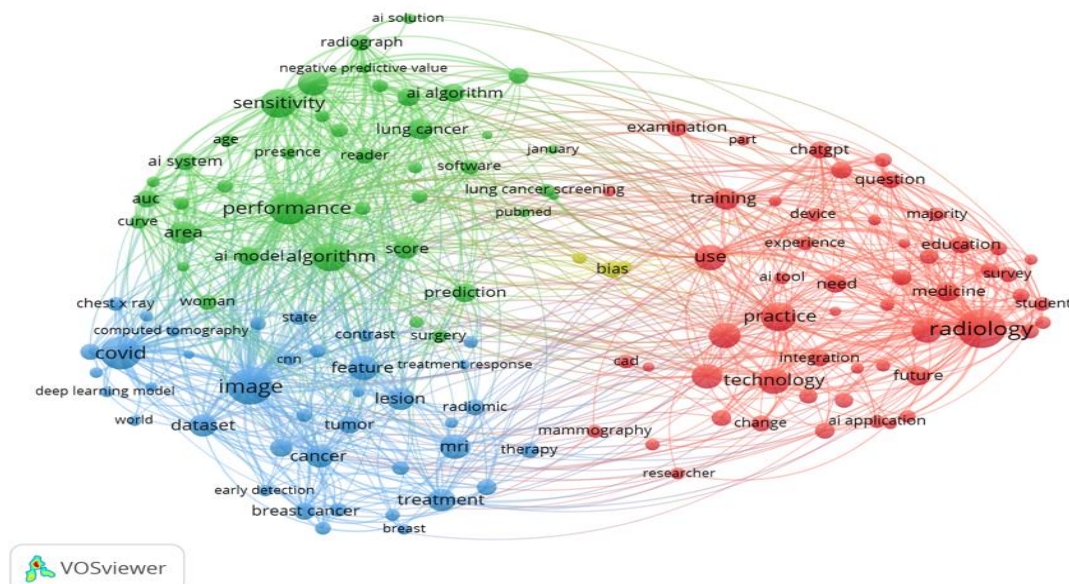 ai solution
radiograph
negative predictive value
sensitivity
ai algorithm
lung cancer
examination
age
part
presence
reader
january
chatgpt
ai system
software
question
lung cancer screening
training
auc
performance
pubmed
device
majority
curve
area
score
experience
education
ai model
algorithm
use
bias
ai tool
need
medicine
survey
woman
prediction
student
chest x ray
state
practice
radiology
computed tomography
contrast
surgery
covid
cnn
feature
treatment response
cad
integration
image
technology
future
deep learning model
lesion
radiomic
world
dataset
tumor
mammography
change
ai application
mri
therapy
cancer
researcher
early detection
treatment
breast cancer
breast
VOSviewer